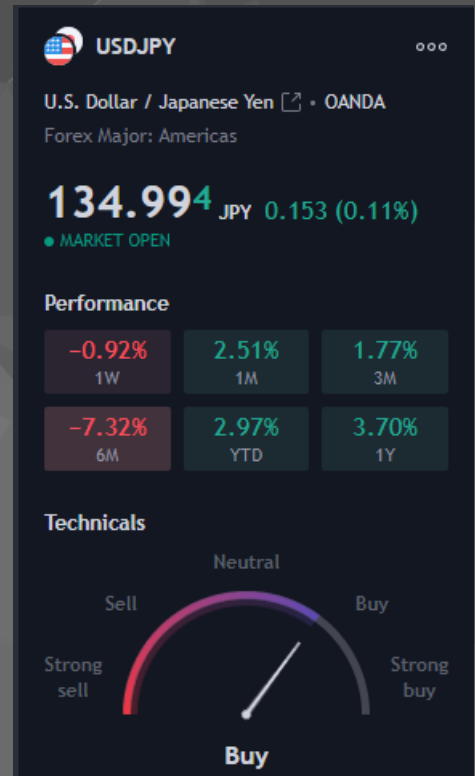 USDJPY
U.S. Dollar / Japanese Yen • OANDA
Forex Major: Americas
134.994 JPY 0.153 (0.11%)
• MARKET OPEN
Performance
−0.92% 2.51% 1.77%
1W 1M 3M
−7.32% 2.97% 3.70%
6M YTD 1Y
Technicals
Neutral
Sell Buy
Strong sell Strong buy
Buy